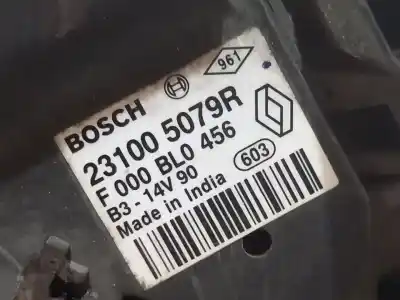 BOSCH
961
23100 5079R
F 000 BL0 456
B3 - 14V 90
603
Made in India